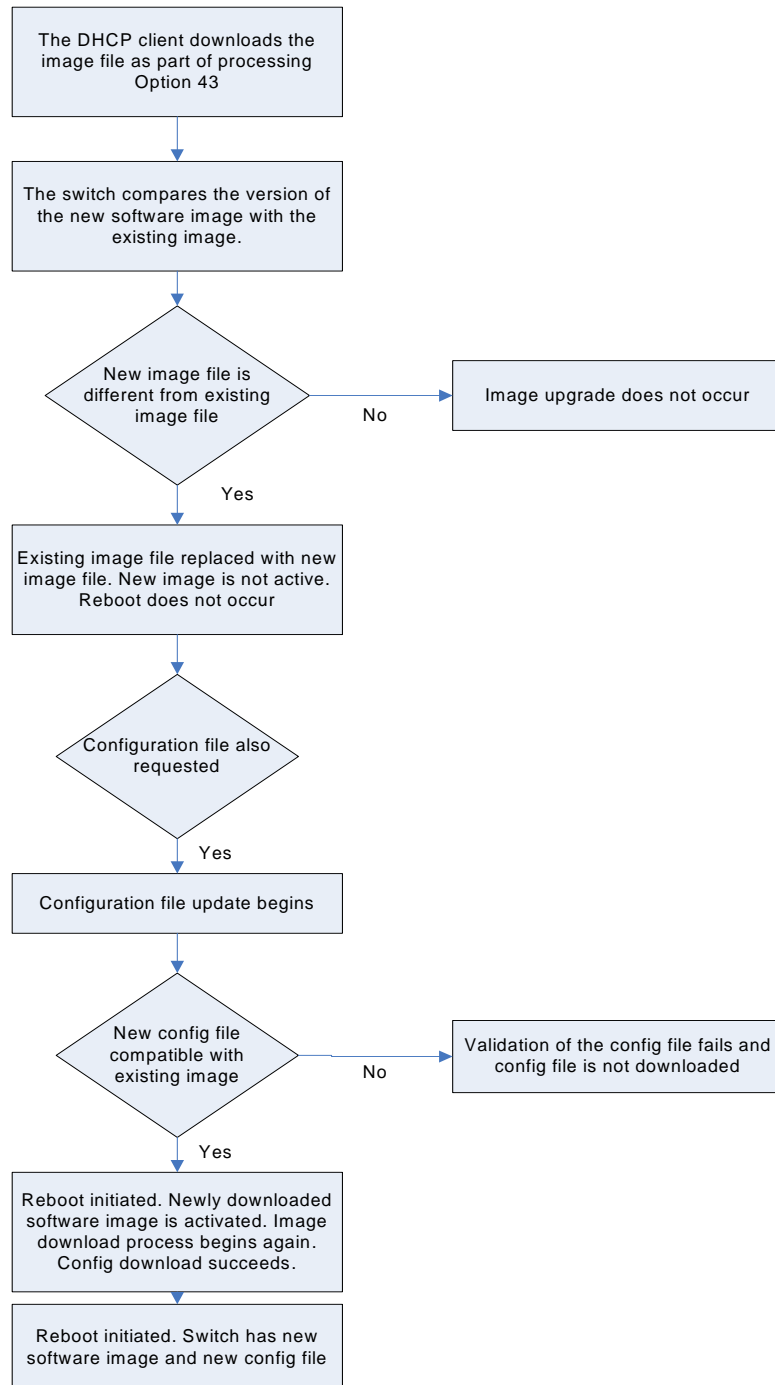 The DHCP client downloads the
image file as part of processing
Option 43
The switch compares the version of
the new software image with the
existing image.
New image file is
different from existing
image file
No
Image upgrade does not occur
Yes
Existing image file replaced with new
image file. New image is not active.
Reboot does not occur
Configuration file also
requested
Yes
Configuration file update begins
New config file
compatible with
existing image
No
Validation of the config file fails and
config file is not downloaded
Yes
Reboot initiated. Newly downloaded
software image is activated. Image
download process begins again.
Config download succeeds.
Reboot initiated. Switch has new
software image and new config file